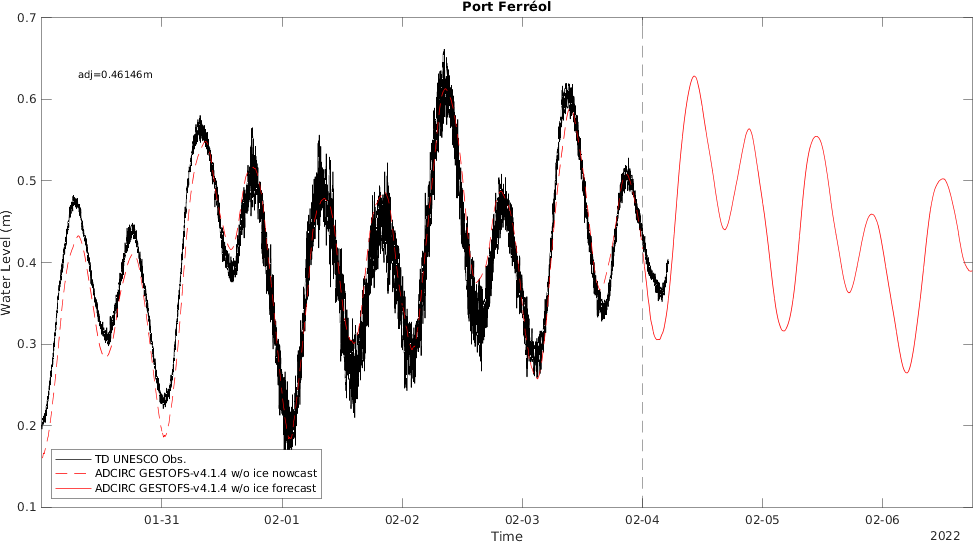 Port Ferréol
0.7
adj=0.46146m
0.6
0.5
0.4
Water Level (m)
0.3
0.2
TD UNESCO Obs.
ADCIRC GESTOFS-v4.1.4 w/o ice nowcast
ADCIRC GESTOFS-v4.1.4 w/o ice forecast
0.1
01-31 02-01 02-02 02-03 02-04 02-05 02-06
Time
2022